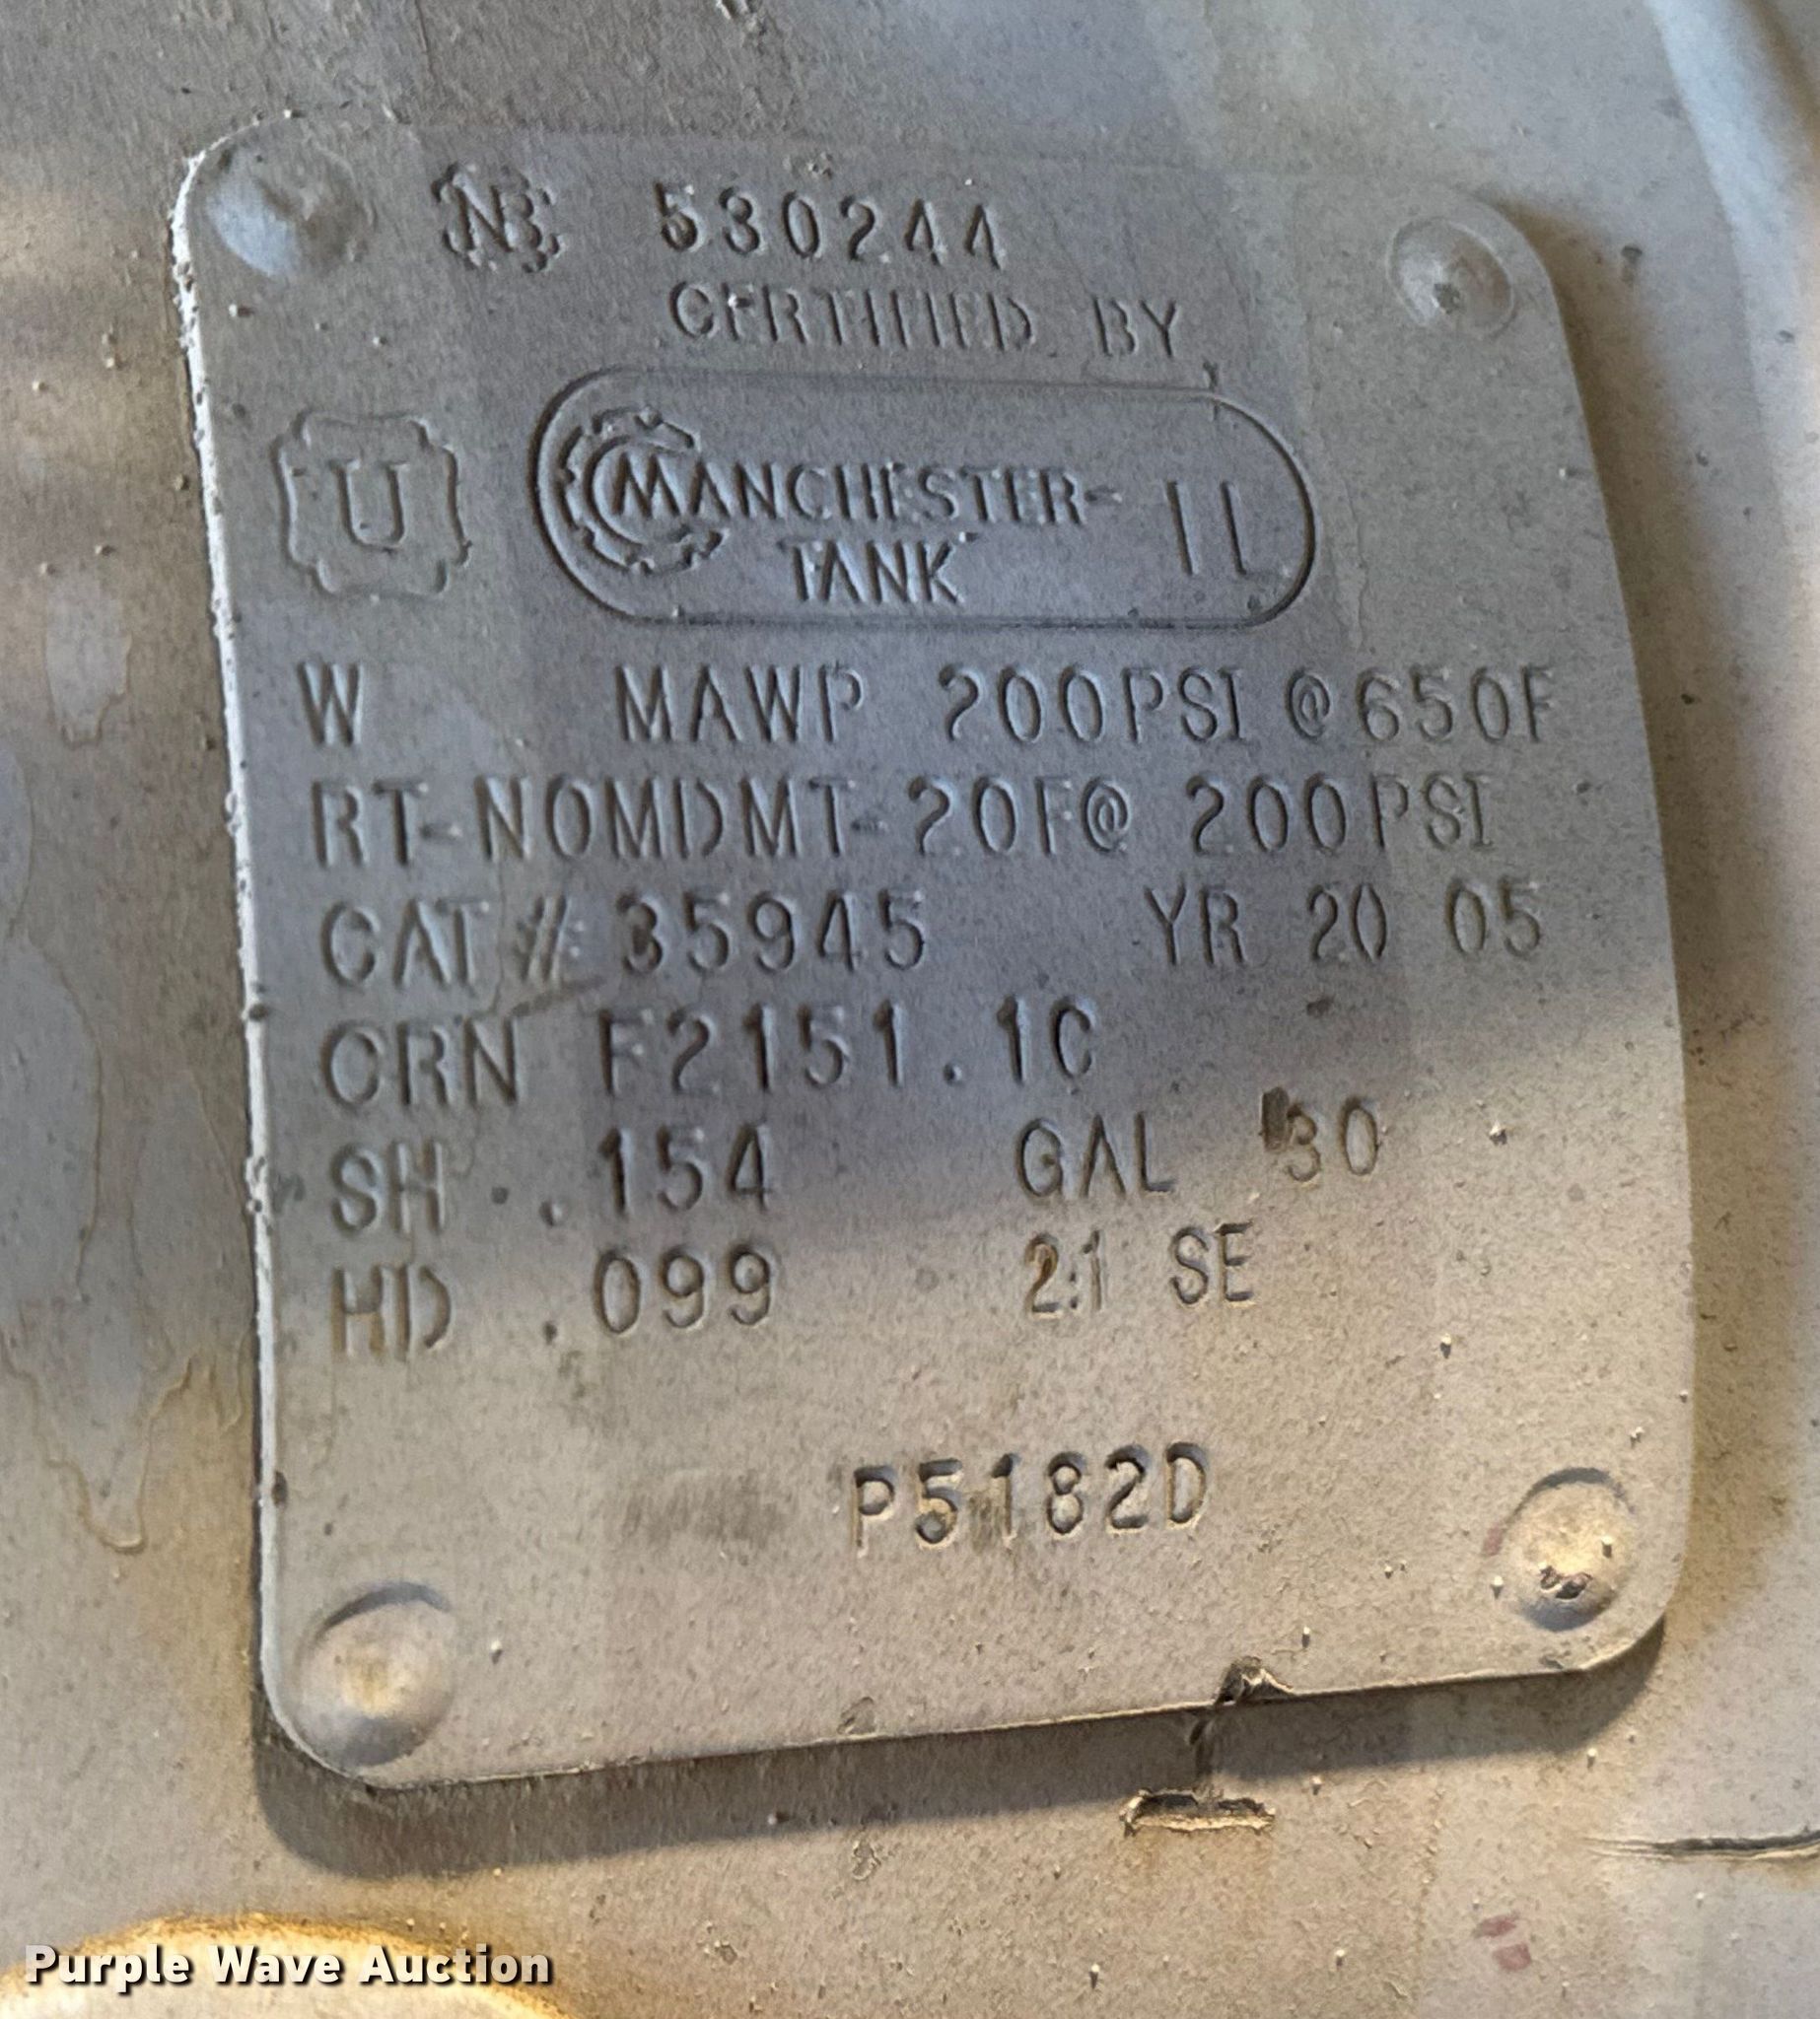 NB 530244
CERTIFIED BY
U MANCHESTER- IL
TANK
W MAWP 200PSI @ 650F
RT-NOMDMT-20F@ 200PSI
CAT # 35945 YR 20 05
CRN F2151.1C
SH .154 GAL 30
HD .099 2:1 SE
P5182D
Purple Wave Auction